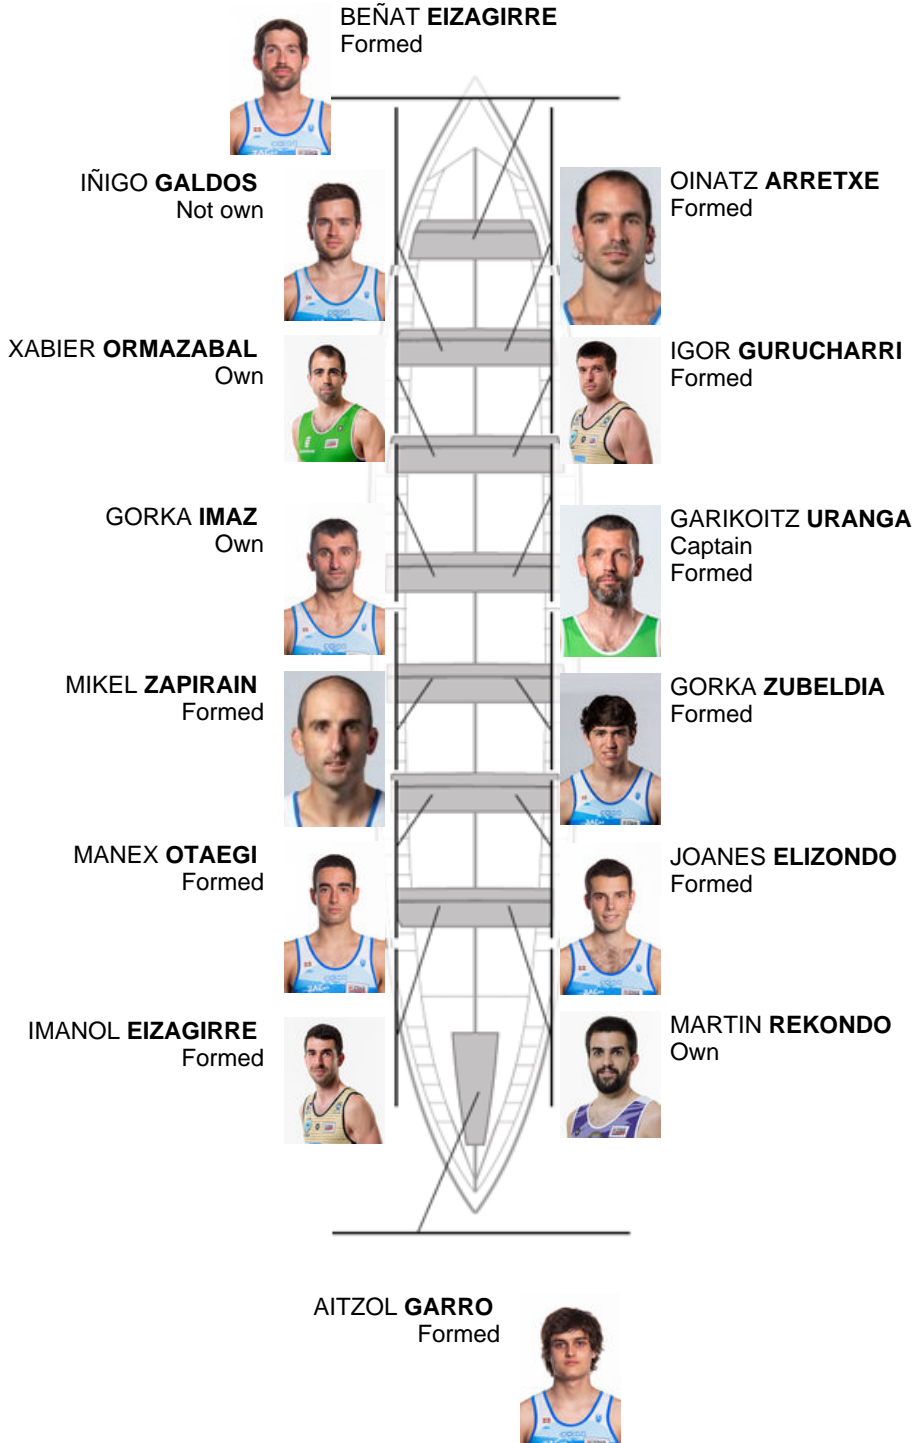 BEÑAT EIZAGIRRE
Formed
IÑIGO GALDOS
Not own
OINATZ ARRETXE
Formed
XABIER ORMAZABAL
Own
IGOR GURUCHARRI
Formed
GORKA IMAZ
Own
GARIKOITZ URANGA
Captain
Formed
MIKEL ZAPIRAIN
Formed
GORKA ZUBELDIA
Formed
MANEX OTAEGI
Formed
JOANES ELIZONDO
Formed
IMANOL EIZAGIRRE
Formed
MARTIN REKONDO
Own
AITZOL GARRO
Formed